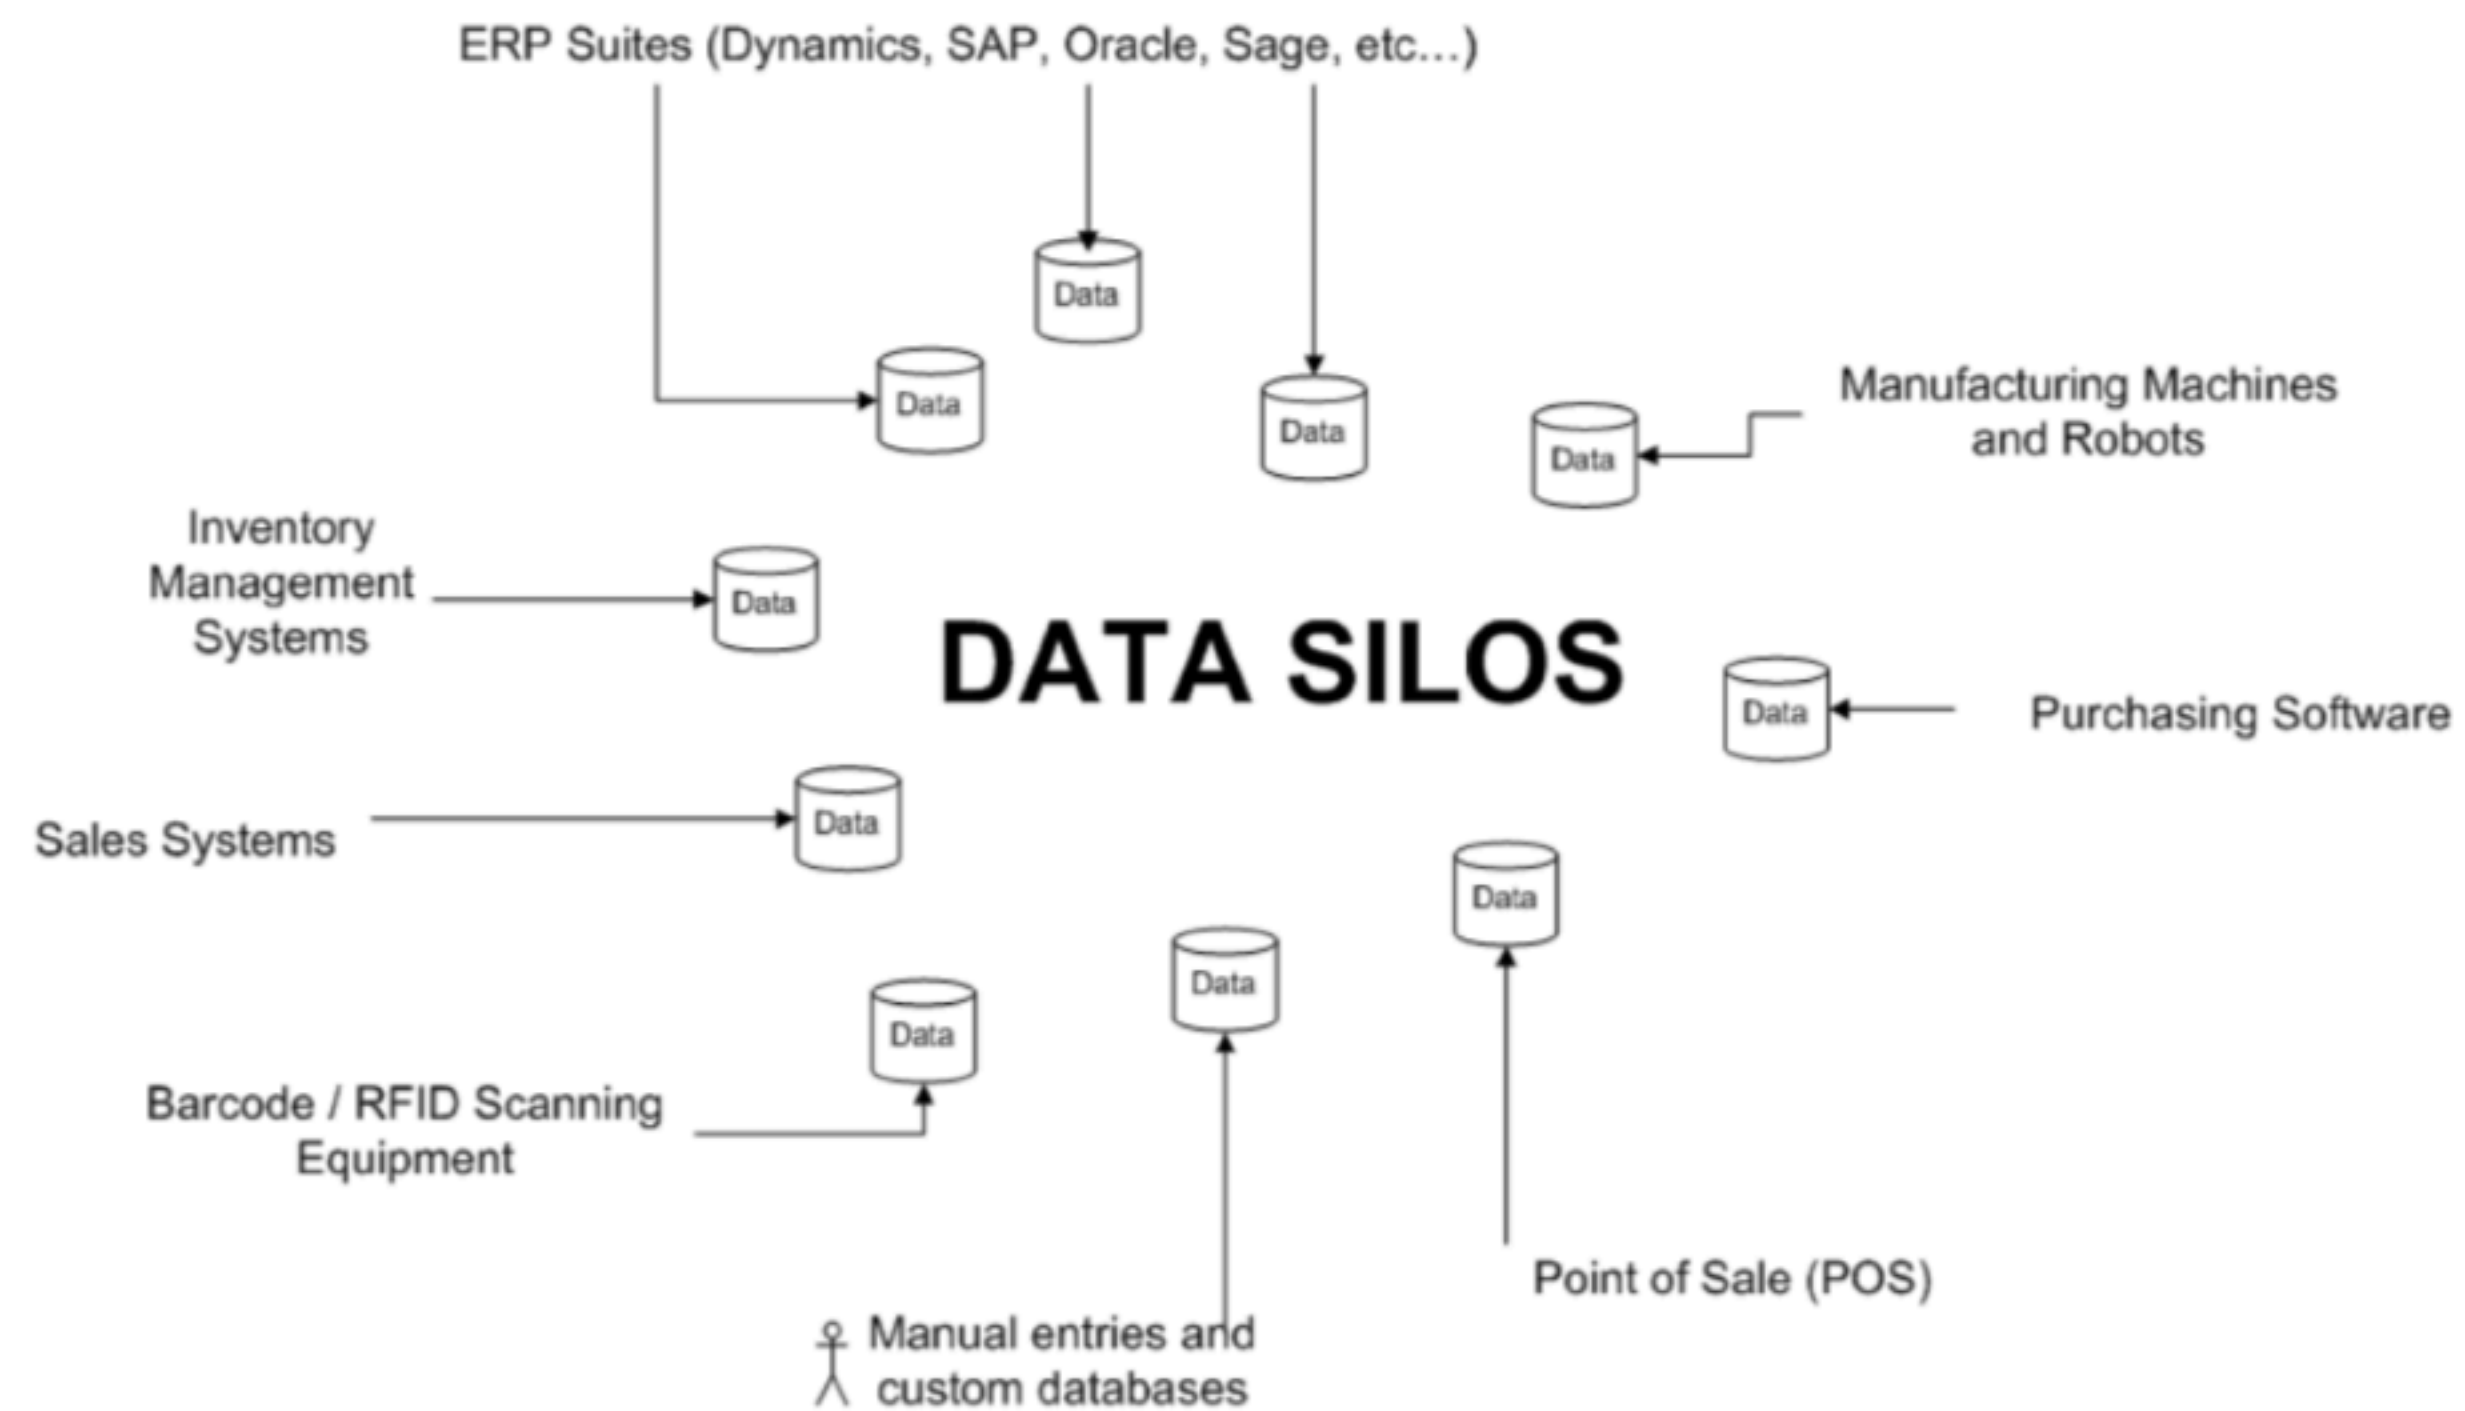 ERP Suites (Dynamics, SAP, Oracle, Sage, etc...)
Data
Data
Data
Data
Manufacturing Machines
and Robots
Inventory
Management
Systems
Data
DATA SILOS
Data
Purchasing Software
Sales Systems
Data
Data
Data
Data
Barcode / RFID Scanning
Equipment
Point of Sale (POS)
Manual entries and
custom databases